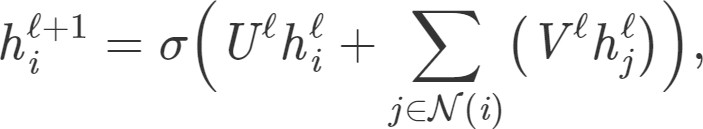 h_i^{ℓ+1} = σ( U^ℓ h_i^ℓ + ∑_{j∈𝒩(i)} ( V^ℓ h_j^ℓ ) ),